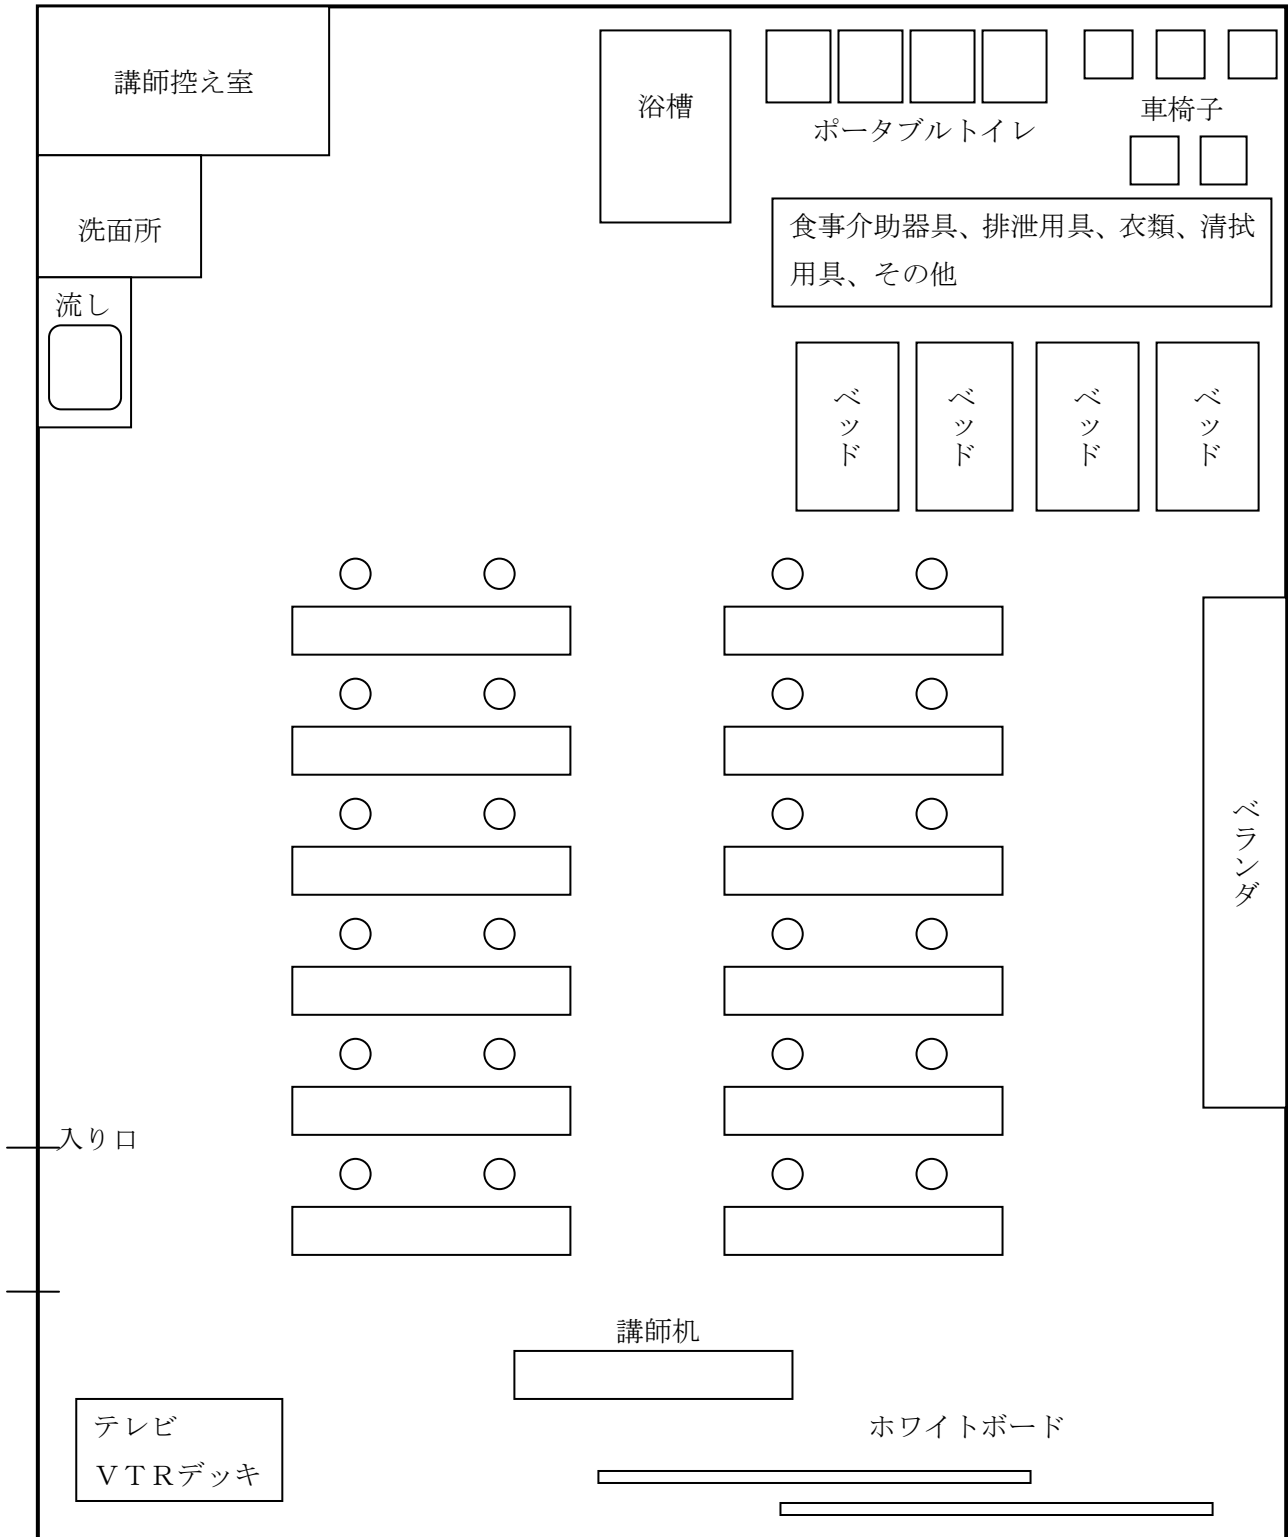 講師控え室
浴槽
ポータブルトイレ
車椅子
洗面所
食事介助器具、排泄用具、衣類、清拭
用具、その他
流し
ベッド
ベッド
ベッド
ベッド
ベランダ
入り口
講師机
テレビ
ＶＴＲデッキ
ホワイトボード